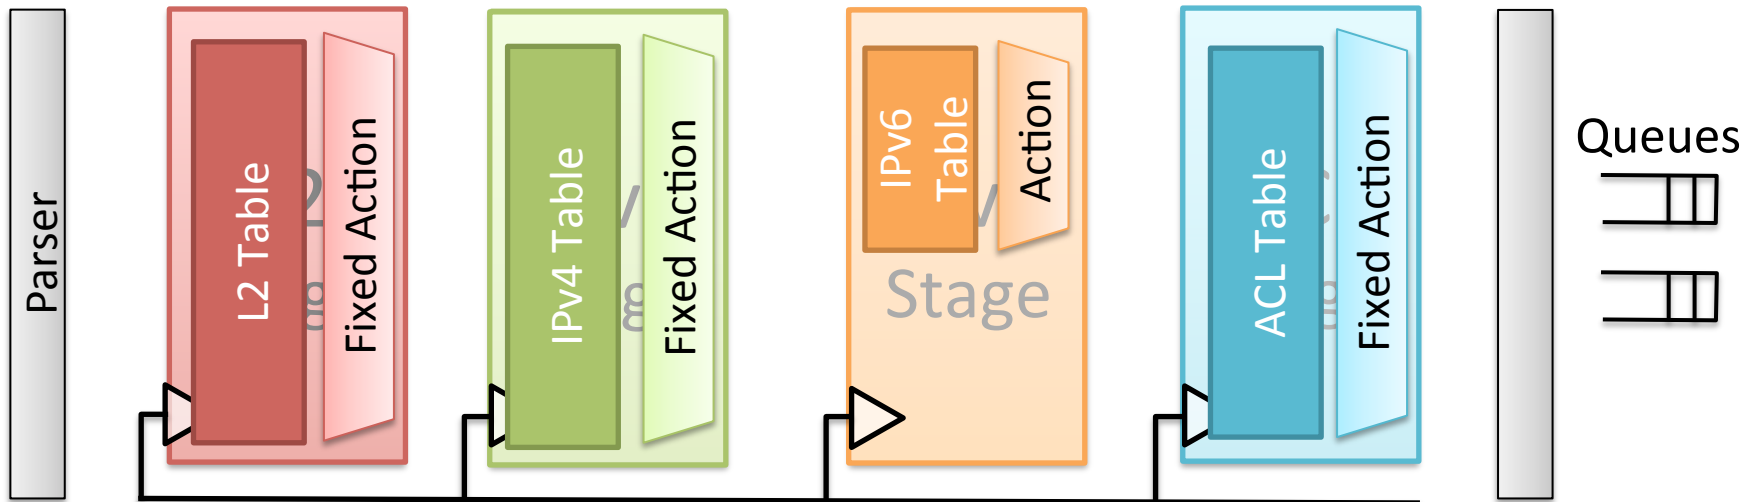 Parser
L2 Table
Fixed Action
IPv4 Table
Fixed Action
IPv6
Table
Action
Stage
ACL Table
Fixed Action
Queues